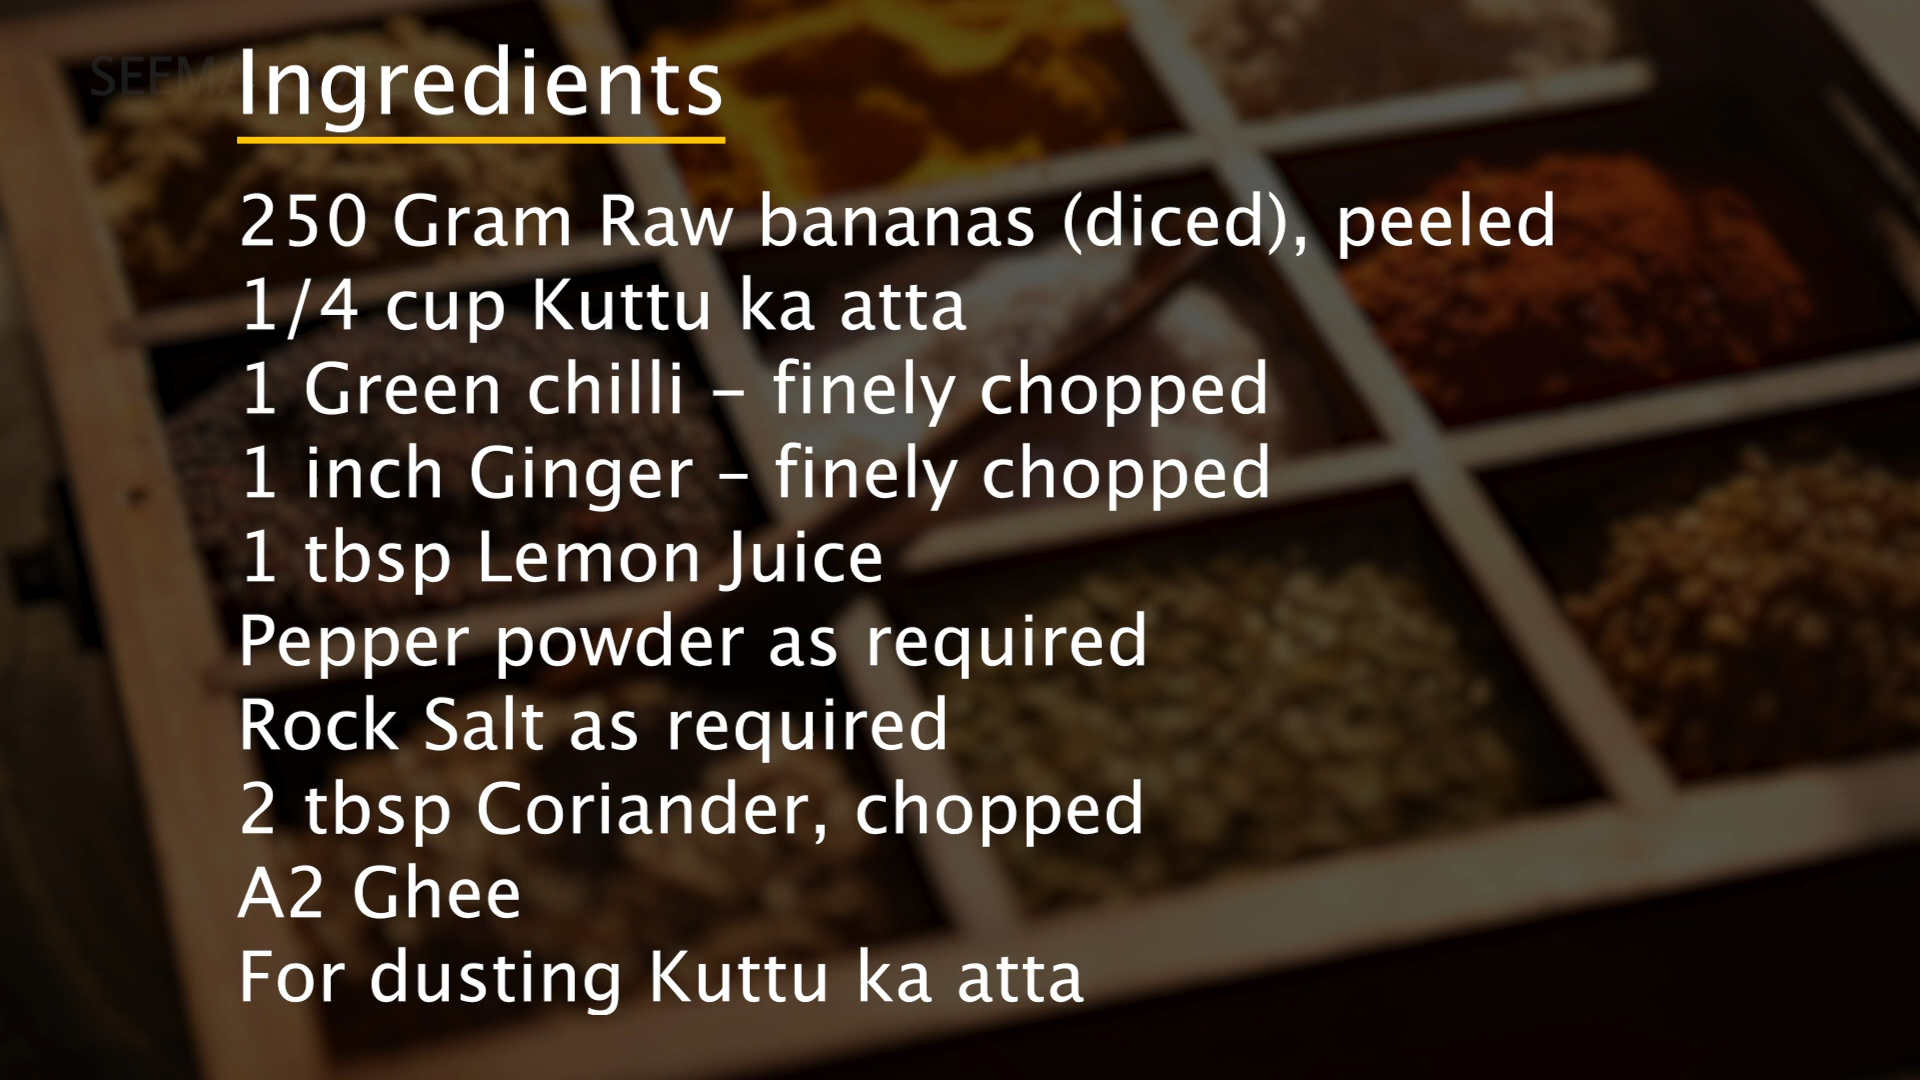 Ingredients
250 Gram Raw bananas (diced), peeled
1/4 cup Kuttu ka atta
1 Green chilli – finely chopped
1 inch Ginger – finely chopped
1 tbsp Lemon Juice
Pepper powder as required
Rock Salt as required
2 tbsp Coriander, chopped
A2 Ghee
For dusting Kuttu ka atta